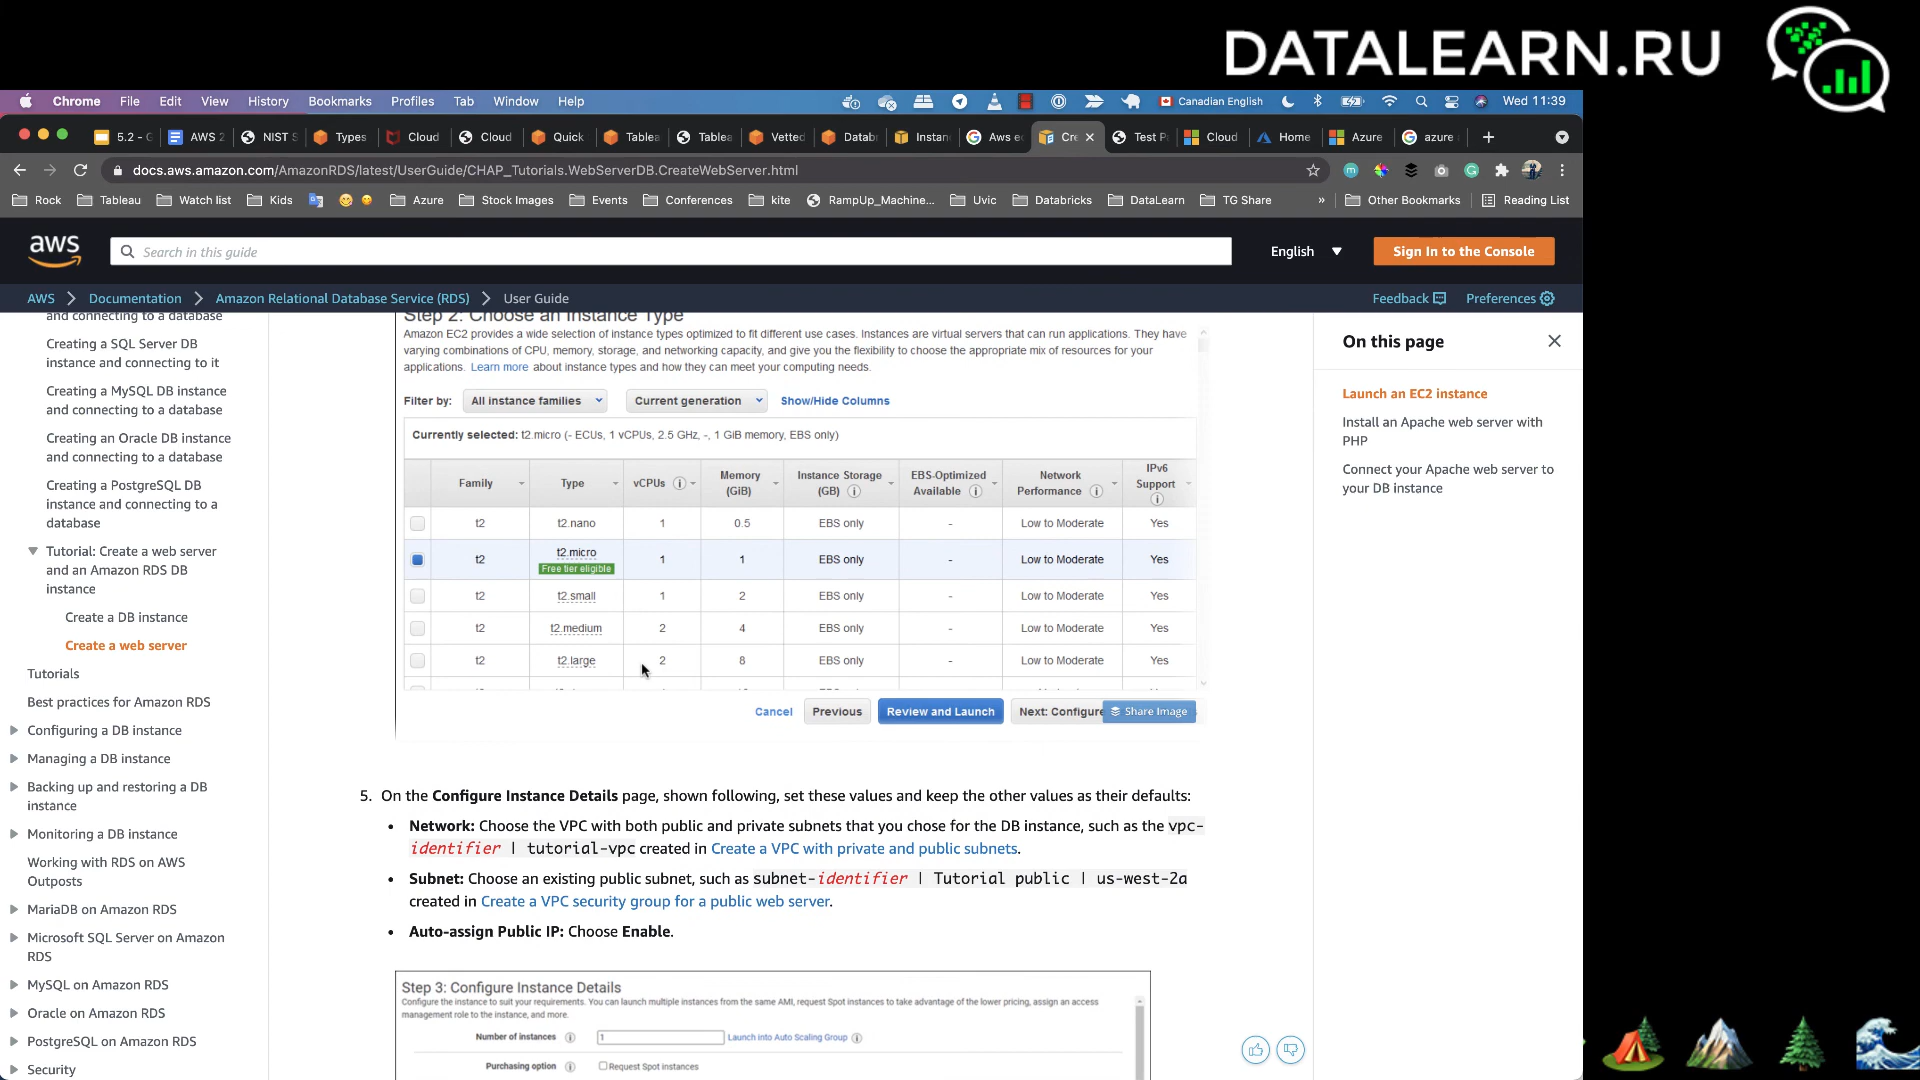 DATALEARN.RU
Chrome File Edit View History Bookmarks Profiles Tab Window Help Canadian English Wed 11:39
5.2 - G AWS 2 NIST S Types Cloud Cloud Quick Tablea Tablea Vetted Datab Instan Aws ec Cre Test P Cloud Home Azure azure
docs.aws.amazon.com/AmazonRDS/latest/UserGuide/CHAP_Tutorials.WebServerDB.CreateWebServer.html
Rock Tableau Watch list Kids Azure Stock Images Events Conferences kite RampUp_Machine... Uvic Databricks DataLearn TG Share » Other Bookmarks Reading List
aws Search in this guide English Sign In to the Console
AWS Documentation Amazon Relational Database Service (RDS) User Guide Feedback Preferences
and connecting to a database
Creating a SQL Server DB
instance and connecting to it
Creating a MySQL DB instance
and connecting to a database
Creating an Oracle DB instance
and connecting to a database
Creating a PostgreSQL DB
instance and connecting to a
database
Tutorial: Create a web server
and an Amazon RDS DB
instance
Create a DB instance
Create a web server
Tutorials
Best practices for Amazon RDS
Configuring a DB instance
Managing a DB instance
Backing up and restoring a DB
instance
Monitoring a DB instance
Working with RDS on AWS
Outposts
MariaDB on Amazon RDS
Microsoft SQL Server on Amazon
RDS
MySQL on Amazon RDS
Oracle on Amazon RDS
PostgreSQL on Amazon RDS
Security
Step 2: Choose an Instance Type
Amazon EC2 provides a wide selection of instance types optimized to fit different use cases. Instances are virtual servers that can run applications. They have
varying combinations of CPU, memory, storage, and networking capacity, and give you the flexibility to choose the appropriate mix of resources for your
applications. Learn more about instance types and how they can meet your computing needs.
Filter by: All instance families Current generation Show/Hide Columns
Currently selected: t2.micro (- ECUs, 1 vCPUs, 2.5 GHz, -, 1 GiB memory, EBS only)
Family Type vCPUs Memory (GiB) Instance Storage (GB) EBS-Optimized Available Network Performance IPv6 Support
t2 t2.nano 1 0.5 EBS only - Low to Moderate Yes
t2 t2.micro 1 1 EBS only - Low to Moderate Yes
Free tier eligible
t2 t2.small 1 2 EBS only - Low to Moderate Yes
t2 t2.medium 2 4 EBS only - Low to Moderate Yes
t2 t2.large 2 8 EBS only - Low to Moderate Yes
Cancel Previous Review and Launch Next: Configure Share Image
5. On the Configure Instance Details page, shown following, set these values and keep the other values as their defaults:
• Network: Choose the VPC with both public and private subnets that you chose for the DB instance, such as the vpc-
identifier | tutorial-vpc created in Create a VPC with private and public subnets.
• Subnet: Choose an existing public subnet, such as subnet-identifier | Tutorial public | us-west-2a
created in Create a VPC security group for a public web server.
• Auto-assign Public IP: Choose Enable.
Step 3: Configure Instance Details
Configure the instance to suit your requirements. You can launch multiple instances from the same AMI, request Spot instances to take advantage of the lower pricing, assign an access
management role to the instance, and more.
Number of instances 1 Launch into Auto Scaling Group
Purchasing option Request Spot instances
On this page
Launch an EC2 instance
Install an Apache web server with
PHP
Connect your Apache web server to
your DB instance